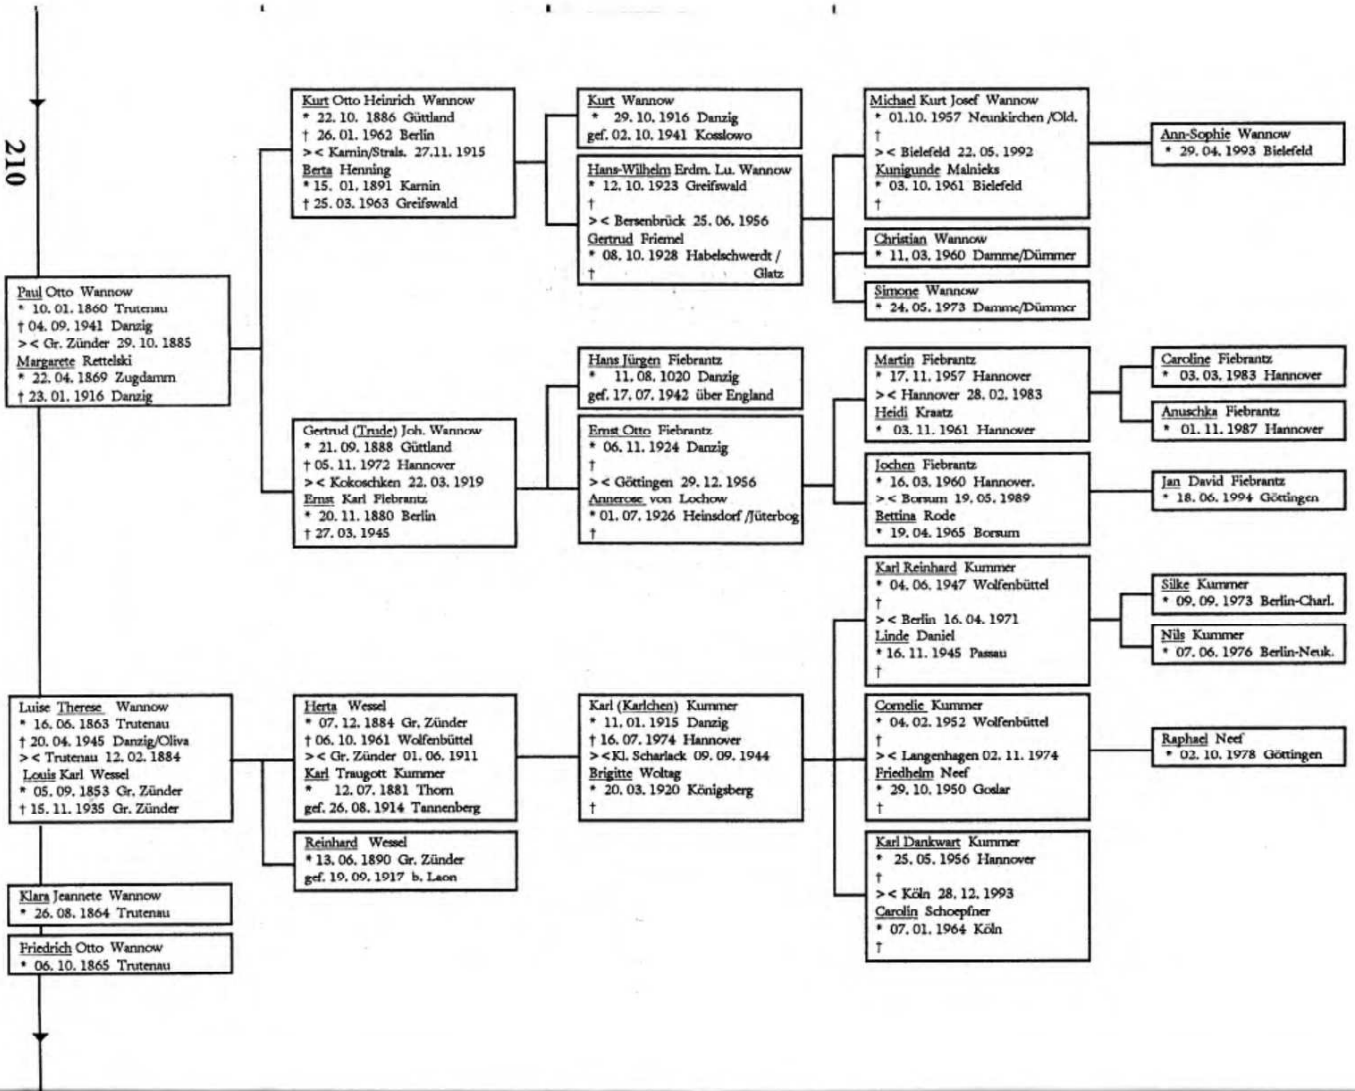 210
Paul Otto Wannow
* 10. 01. 1860 Trutenau
† 04. 09. 1941 Danzig
> < Gr. Zünder 29. 10. 1885
Margarete Rettelski
* 22. 04. 1869 Zugdamm
† 23. 01. 1916 Danzig
Luise Therese Wannow
* 16. 06. 1863 Trutenau
† 20. 04. 1945 Danzig/Oliva
> < Trutenau 12. 02. 1884
Louis Karl Wessel
* 05. 09. 1853 Gr. Zünder
† 15. 11. 1935 Gr. Zünder
Klara Jeannete Wannow
* 26. 08. 1864 Trutenau
Friedrich Otto Wannow
* 06. 10. 1865 Trutenau
Kurt Otto Heinrich Wannow
* 22. 10. 1886 Güttland
† 26. 01. 1962 Berlin
> < Kamin/Strals. 27. 11. 1915
Berta Henning
* 15. 01. 1891 Kamin
† 25. 03. 1963 Greifswald
Gertrud (Trude) Joh. Wannow
* 21. 09. 1888 Güttland
† 05. 11. 1972 Hannover
> < Kokoschken 22. 03. 1919
Ernst Karl Fiebrantz
* 20. 11. 1880 Berlin
† 27. 03. 1945
Herta Wessel
* 07. 12. 1884 Gr. Zünder
† 06. 10. 1961 Wolfenbüttel
> < Gr. Zünder 01. 06. 1911
Karl Traugott Kummer
* 12. 07. 1881 Thorn
gef. 26. 08. 1914 Tannenberg
Reinhard Wessel
* 13. 06. 1890 Gr. Zünder
gef. 19. 09. 1917 b. Laon
Kurt Wannow
* 29. 10. 1916 Danzig
gef. 02. 10. 1941 Kosslowo
Hans-Wilhelm Erdm. Lu. Wannow
* 12. 10. 1923 Greifswald
†
> < Bersenbrück 25. 06. 1956
Gertrud Friemel
* 08. 10. 1928 Habelschwerdt /
† Glatz
Hans Jürgen Fiebrantz
* 11. 08. 1020 Danzig
gef. 17. 07. 1942 über England
Ernst Otto Fiebrantz
* 06. 11. 1924 Danzig
†
> < Göttingen 29. 12. 1956
Annerose von Lochow
* 01. 07. 1926 Heinsdorf /Jüterbog
†
Karl (Karlchen) Kummer
* 11. 01. 1915 Danzig
† 16. 07. 1974 Hannover
> < Kl. Scharlack 09. 09. 1944
Brigitte Woltag
* 20. 03. 1920 Königsberg
†
Michael Kurt Josef Wannow
* 01.10. 1957 Neunkirchen /Old.
†
> < Bielefeld 22. 05. 1992
Kunigunde Malnieks
* 03. 10. 1961 Bielefeld
†
Christian Wannow
* 11. 03. 1960 Damme/Dümmer
Simone Wannow
* 24. 05. 1973 Damme/Dümmer
Martin Fiebrantz
* 17. 11. 1957 Hannover
> < Hannover 28. 02. 1983
Heidi Kraatz
* 03. 11. 1961 Hannover
Jochen Fiebrantz
* 16. 03. 1960 Hannover.
> < Borsum 19. 05. 1989
Bettina Rode
* 19. 04. 1965 Borsum
Karl Reinhard Kummer
* 04. 06. 1947 Wolfenbüttel
†
> < Berlin 16. 04. 1971
Linde Daniel
* 16. 11. 1945 Passau
†
Cornelie Kummer
* 04. 02. 1952 Wolfenbüttel
†
> < Langenhagen 02. 11. 1974
Friedhelm Neef
* 29. 10. 1950 Goslar
†
Karl Dankwart Kummer
* 25. 05. 1956 Hannover
†
> < Köln 28. 12. 1993
Carolin Schoepfner
* 07. 01. 1964 Köln
†
Ann-Sophie Wannow
* 29. 04. 1993 Bielefeld
Caroline Fiebrantz
* 03. 03. 1983 Hannover
Anuschka Fiebrantz
* 01. 11. 1987 Hannover
Jan David Fiebrantz
* 18. 06. 1994 Göttingen
Silke Kummer
* 09. 09. 1973 Berlin-Charl.
Nils Kummer
* 07. 06. 1976 Berlin-Neuk.
Raphael Neef
* 02. 10. 1978 Göttingen